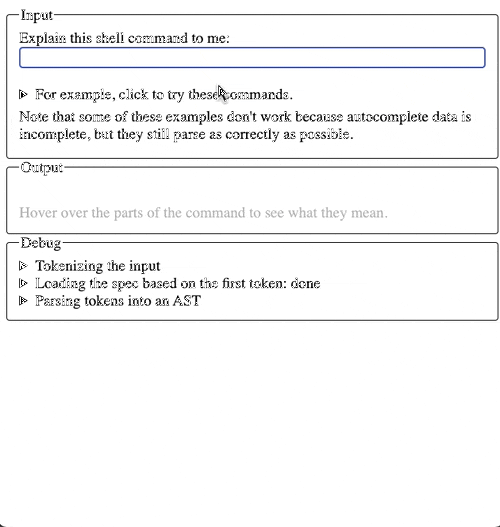 Input
Explain this shell command to me:
For example, click to try these commands.
Note that some of these examples don't work because autocomplete data is
incomplete, but they still parse as correctly as possible.
Output
Hover over the parts of the command to see what they mean.
Debug
Tokenizing the input
Loading the spec based on the first token: done
Parsing tokens into an AST